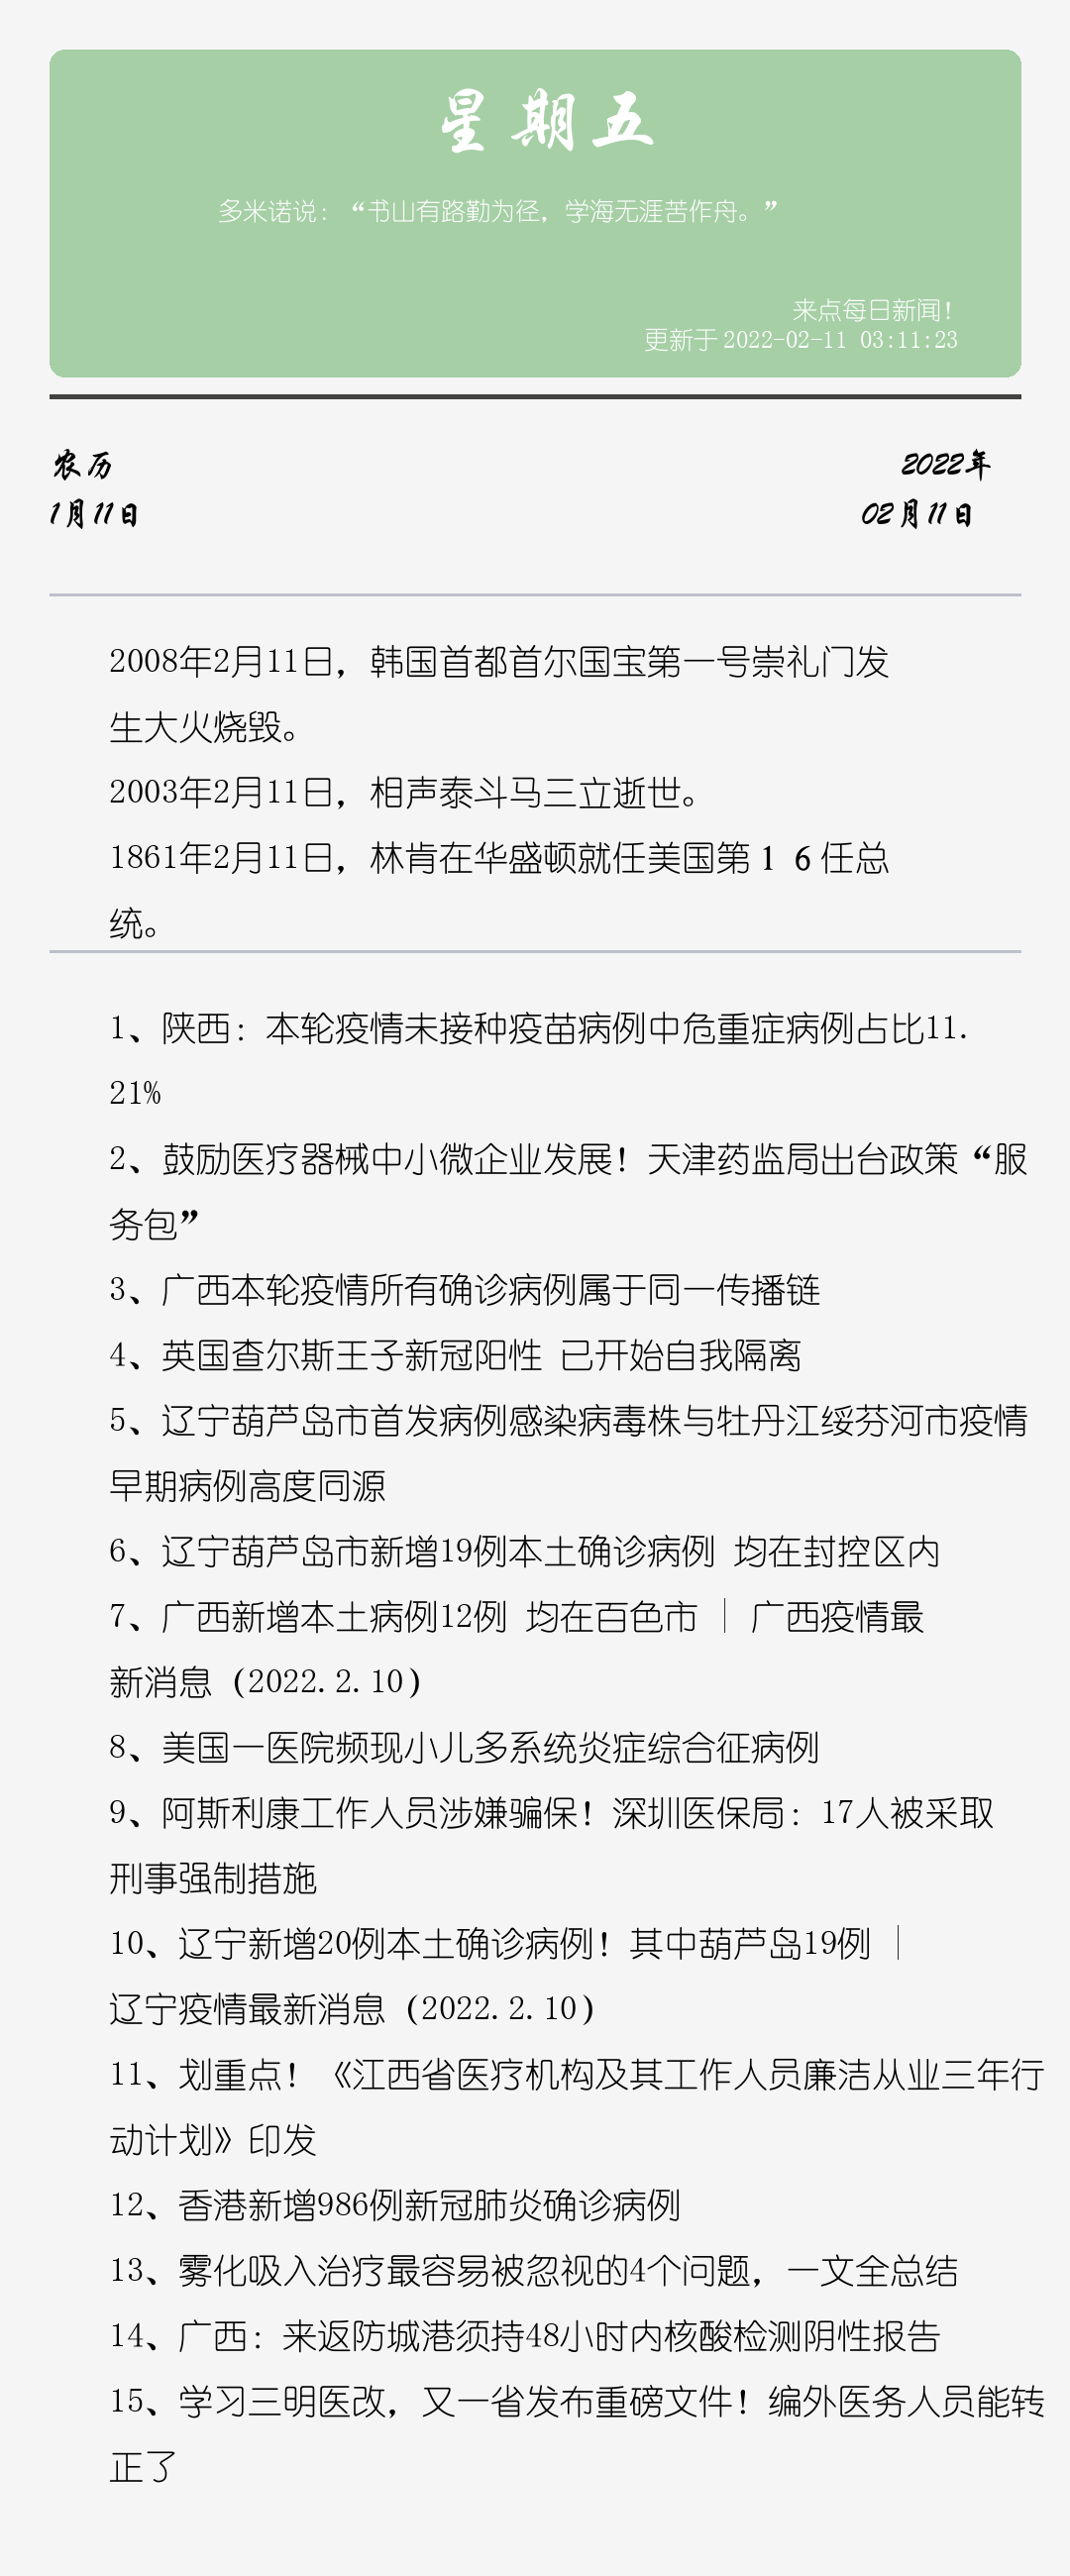 星期五
多米诺说：“书山有路勤为径，学海无涯苦作舟。”
来点每日新闻！
更新于2022-02-11 03:11:23
农历
2022年
1月11日
02月11日
2008年2月11日，韩国首都首尔国宝第一号崇礼门发
生大火烧毁。
2003年2月11日，相声泰斗马三立逝世。
1861年2月11日，林肯在华盛顿就任美国第１６任总
统。
1、陕西：本轮疫情未接种疫苗病例中危重症病例占比11.
21%
2、鼓励医疗器械中小微企业发展！天津药监局出台政策“服
务包”
3、广西本轮疫情所有确诊病例属于同一传播链
4、英国查尔斯王子新冠阳性 已开始自我隔离
5、辽宁葫芦岛市首发病例感染病毒株与牡丹江绥芬河市疫情
早期病例高度同源
6、辽宁葫芦岛市新增19例本土确诊病例 均在封控区内
7、广西新增本土病例12例 均在百色市 | 广西疫情最
新消息（2022.2.10）
8、美国一医院频现小儿多系统炎症综合征病例
9、阿斯利康工作人员涉嫌骗保！深圳医保局：17人被采取
刑事强制措施
10、辽宁新增20例本土确诊病例！其中葫芦岛19例 |
辽宁疫情最新消息（2022.2.10）
11、划重点！《江西省医疗机构及其工作人员廉洁从业三年行
动计划》印发
12、香港新增986例新冠肺炎确诊病例
13、雾化吸入治疗最容易被忽视的4个问题，一文全总结
14、广西：来返防城港须持48小时内核酸检测阴性报告
15、学习三明医改，又一省发布重磅文件！编外医务人员能转
正了